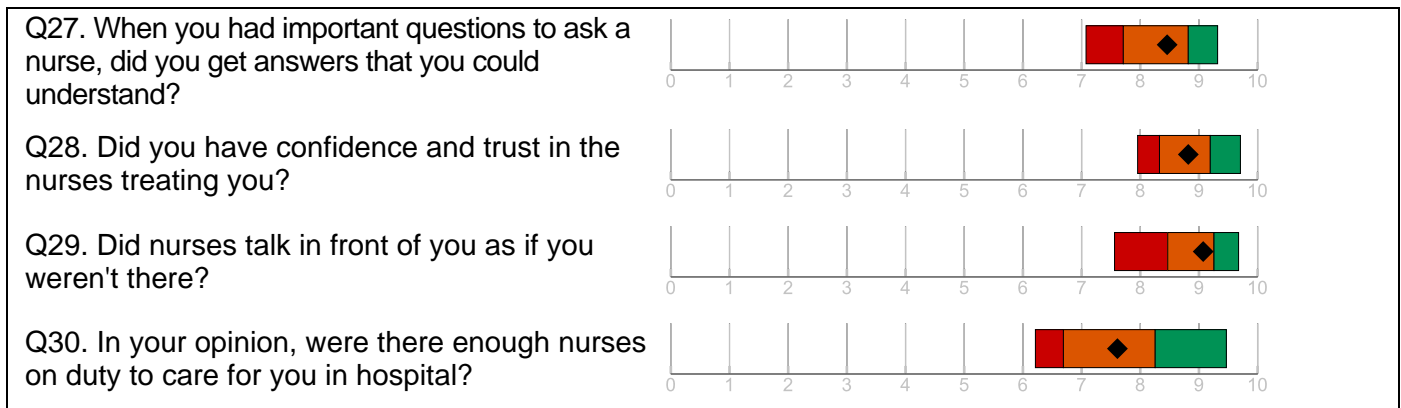 Q27. When you had important questions to ask a
nurse, did you get answers that you could
understand?
0 1 2 3 4 5 6 7 8 9 10
Q28. Did you have confidence and trust in the
nurses treating you?
0 1 2 3 4 5 6 7 8 9 10
Q29. Did nurses talk in front of you as if you
weren't there?
0 1 2 3 4 5 6 7 8 9 10
Q30. In your opinion, were there enough nurses
on duty to care for you in hospital?
0 1 2 3 4 5 6 7 8 9 10